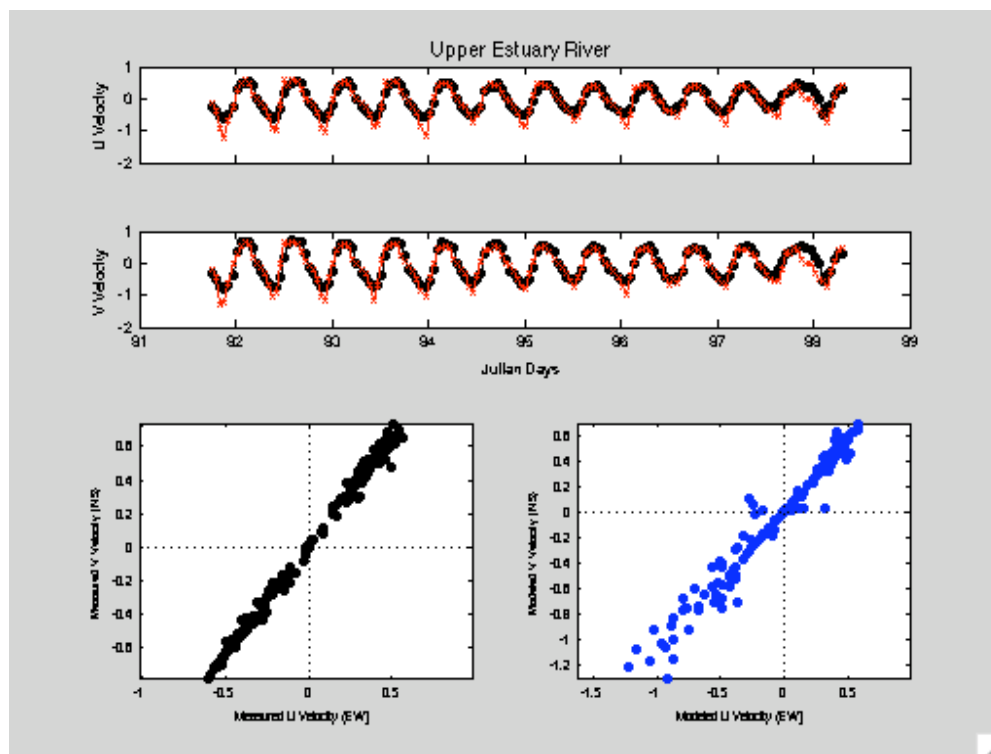 Upper Estuary River
U Velocity
1
0
-1
-2
V Velocity
1
0
-1
-2
91 92 93 94 95 96 97 98 99
Julian Days
Measured V Velocity (NS)
0.6
0.4
0.2
0
-0.2
-0.4
-0.6
-1 -0.5 0 0.5
Measured U Velocity (EW)
Modeled V Velocity (NS)
0.6
0.4
0.2
0
-0.2
-0.4
-0.6
-0.8
-1
-1.2
-1.5 -1 -0.5 0 0.5
Modeled U Velocity (EW)